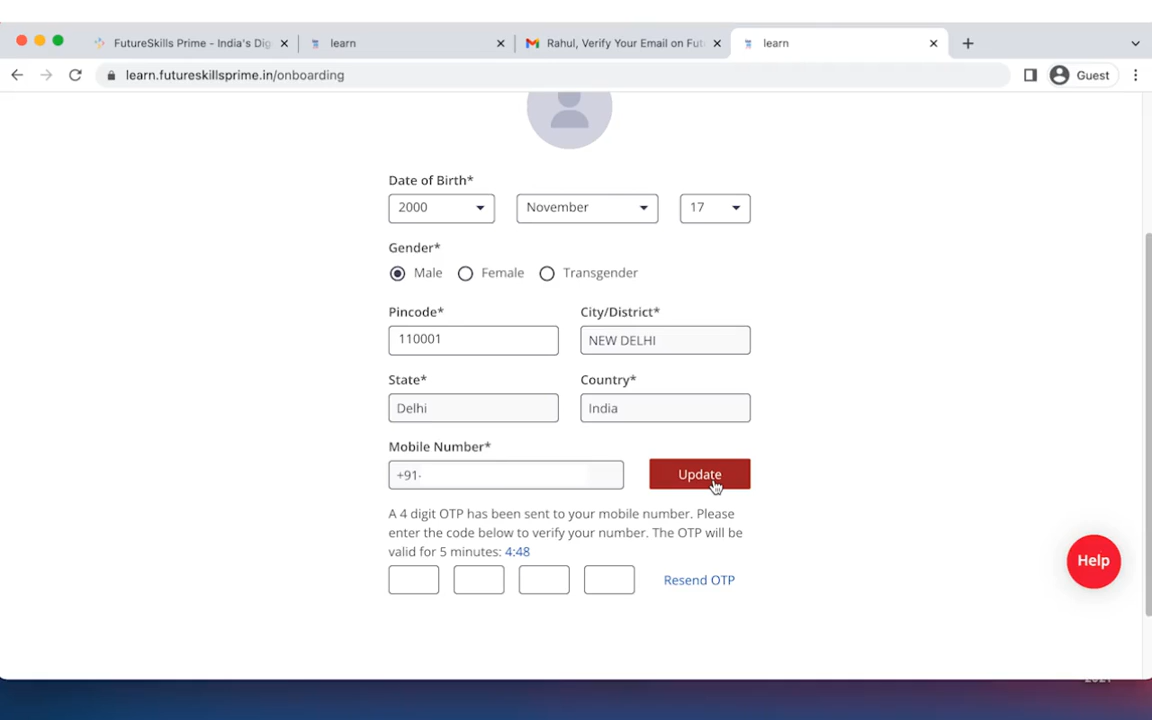 FutureSkills Prime - India's Dig
learn
Rahul, Verify Your Email on Fut
learn
learn.futureskillsprime.in/onboarding
Guest
Date of Birth*
2000
November
17
Gender*
Male
Female
Transgender
Pincode*
City/District*
110001
NEW DELHI
State*
Country*
Delhi
India
Mobile Number*
+91-
Update
A 4 digit OTP has been sent to your mobile number. Please
enter the code below to verify your number. The OTP will be
valid for 5 minutes: 4:48
Resend OTP
Help